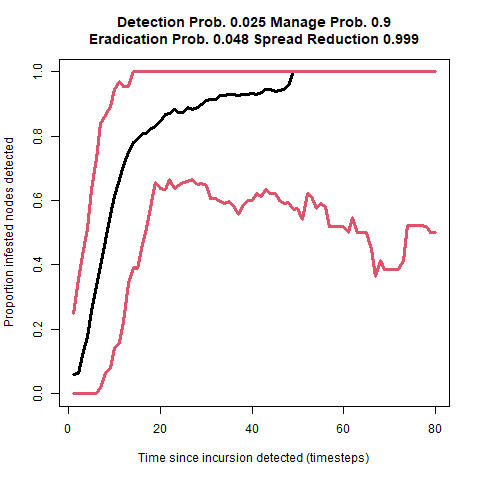 Detection Prob. 0.025 Manage Prob. 0.9
Eradication Prob. 0.048 Spread Reduction 0.999
Proportion infested nodes detected
1.0
0.8
0.6
0.4
0.2
0.0
0 20 40 60 80
Time since incursion detected (timesteps)